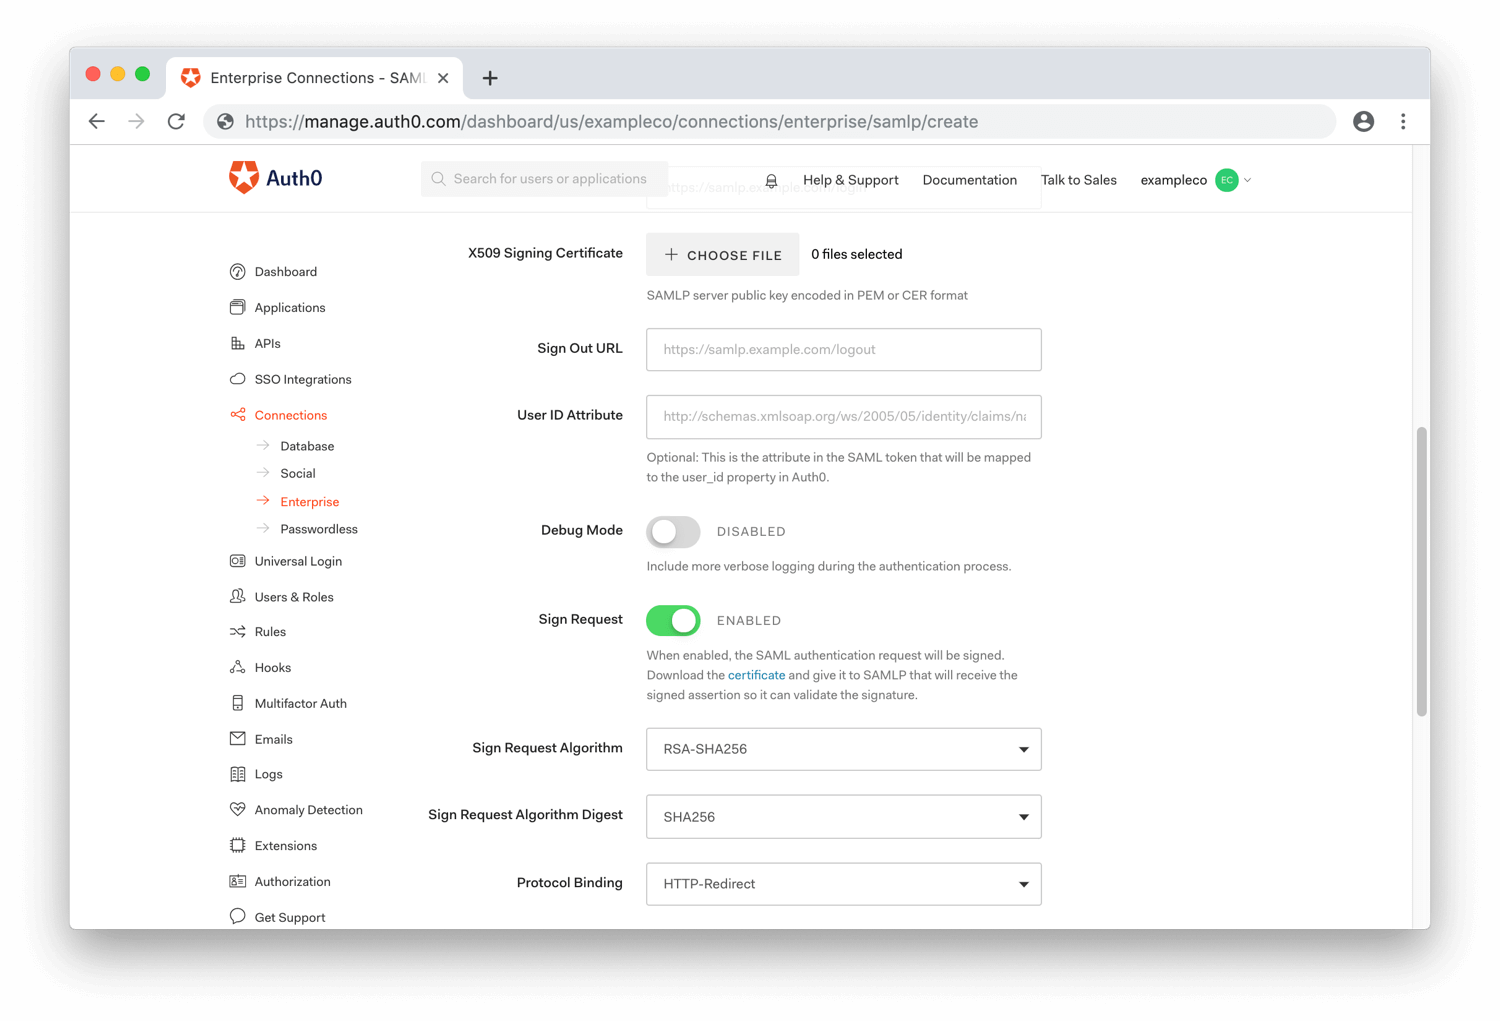 Enterprise Connections - SAML
https://manage.auth0.com/dashboard/us/exampleco/connections/enterprise/samlp/create
Auth0
Search for users or applications
https://samlp.example.com/login
Help & Support
Documentation
Talk to Sales
exampleco
EC
Dashboard
Applications
APIs
SSO Integrations
Connections
Database
Social
Enterprise
Passwordless
Universal Login
Users & Roles
Rules
Hooks
Multifactor Auth
Emails
Logs
Anomaly Detection
Extensions
Authorization
Get Support
X509 Signing Certificate
CHOOSE FILE
0 files selected
SAMLP server public key encoded in PEM or CER format
Sign Out URL
https://samlp.example.com/logout
User ID Attribute
http://schemas.xmlsoap.org/ws/2005/05/identity/claims/na
Optional: This is the attribute in the SAML token that will be mapped
to the user_id property in Auth0.
Debug Mode
DISABLED
Include more verbose logging during the authentication process.
Sign Request
ENABLED
When enabled, the SAML authentication request will be signed.
Download the certificate and give it to SAMLP that will receive the
signed assertion so it can validate the signature.
Sign Request Algorithm
RSA-SHA256
Sign Request Algorithm Digest
SHA256
Protocol Binding
HTTP-Redirect